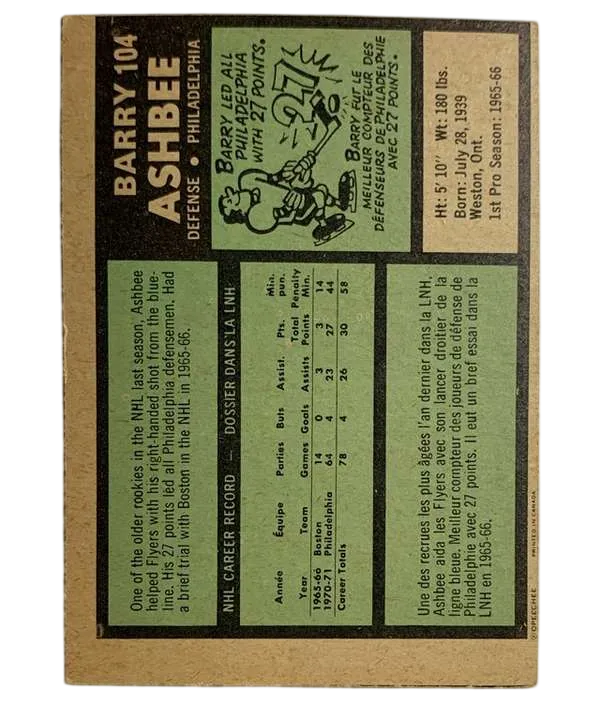 BARRY 104
ASHBEE
DEFENSE • PHILADELPHIA
One of the older rookies in the NHL last season, Ashbee
helped Flyers with his right-handed shot from the blue-
line. His 27 points led all Philadelphia defensemen. Had
a brief trial with Boston in the NHL in 1965-66.
BARRY LED ALL
PHILADELPHIA
WITH 27 POINTS.
27
BARRY FUT LE
MEILLEUR COMPTEUR DES
DÉFENSEURS DE PHILADELPHIE
AVEC 27 POINTS.
NHL CAREER RECORD — DOSSIER DANS LA LNH
Année Équipe Parties Buts Assist. Pts. Min. pun.
Year Team Games Goals Assists Total Points Penalty Min.
1965-66 Boston 14 0 3 3 14
1970-71 Philadelphia 64 4 23 27 44
Career Totals 78 4 26 30 58
Une des recrues les plus âgées l'an dernier dans la LNH,
Ashbee aida les Flyers avec son lancer droitier de la
ligne bleue. Meilleur compteur des joueurs de défense de
Philadelphie avec 27 points. Il eut un bref essai dans la
LNH en 1965-66.
Ht: 5' 10" Wt: 180 lbs.
Born: July 28, 1939
Weston, Ont.
1st Pro Season: 1965-66
© OPEECHEE PRINTED IN CANADA